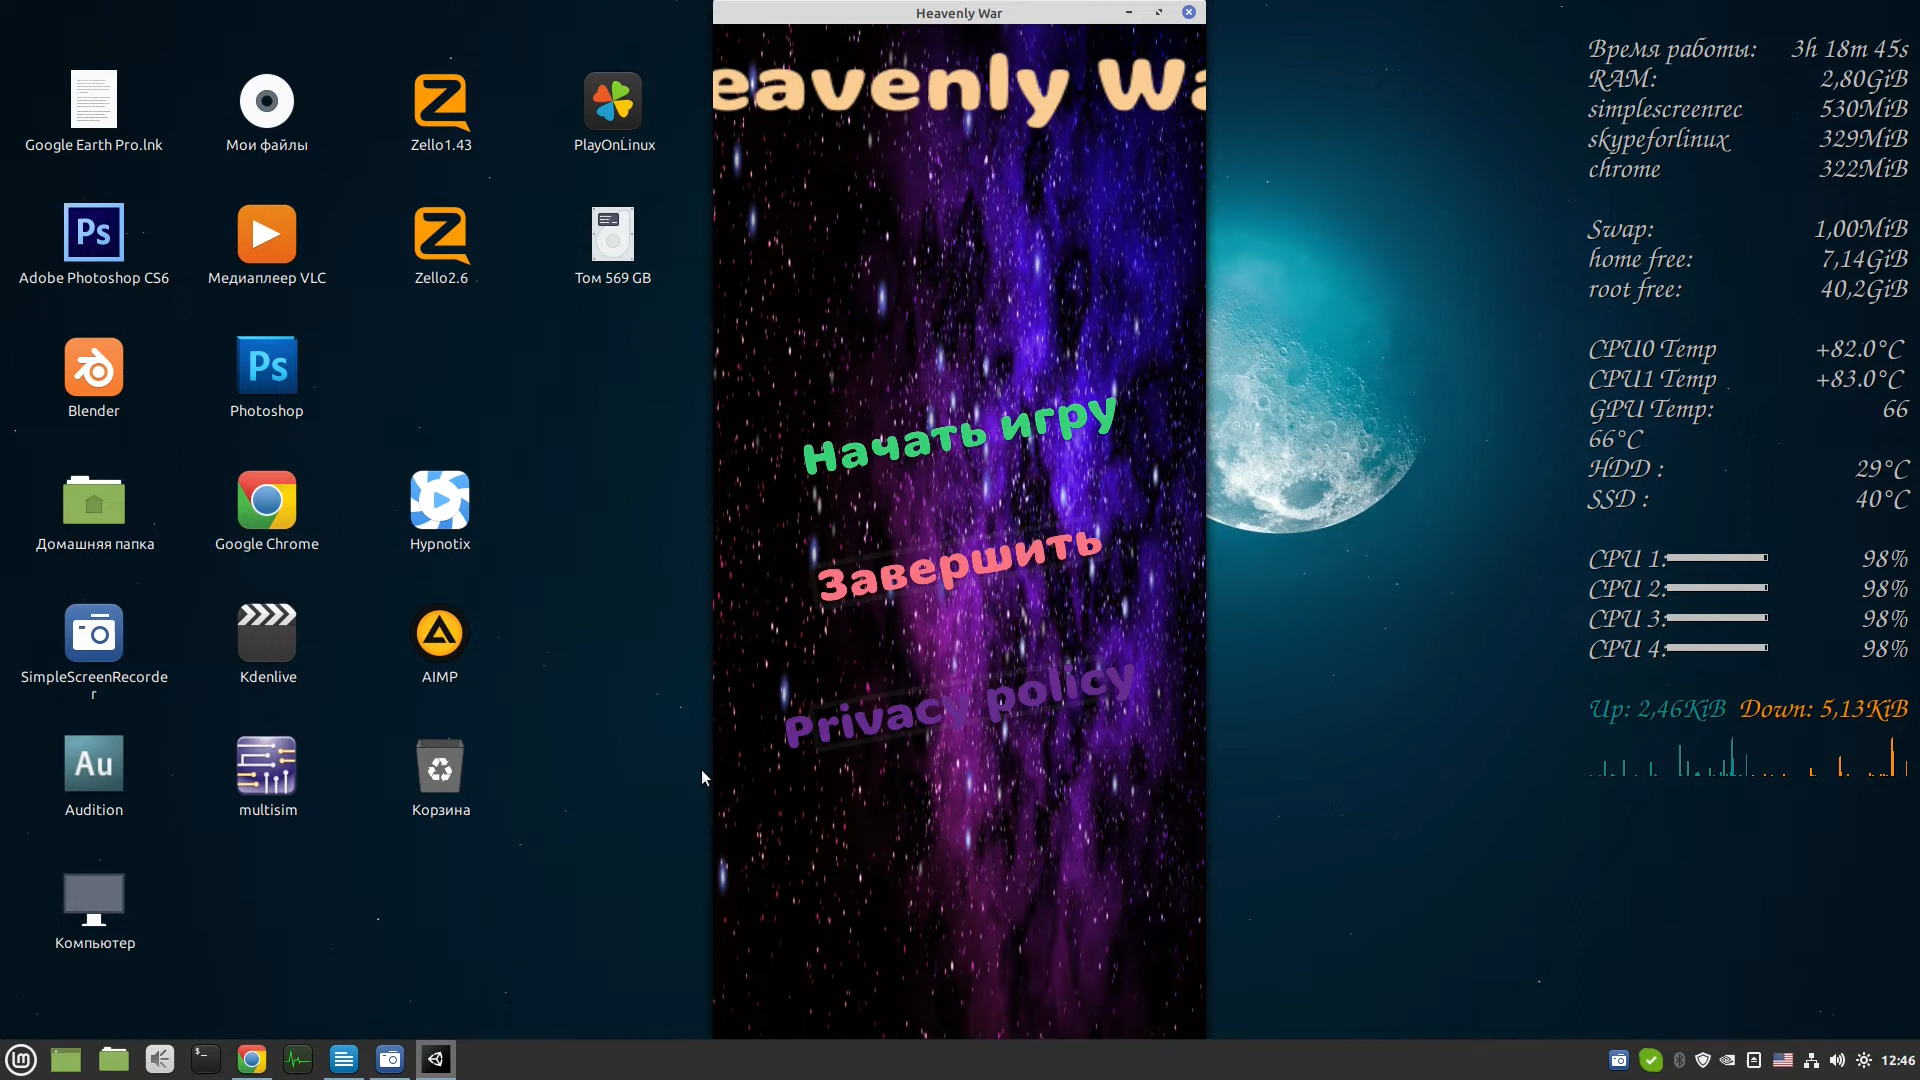 Heavenly War
eavenly Wa
Начать игру
Завершить
Privacy policy
Google Earth Pro.lnk
Мои файлы
Zello1.43
PlayOnLinux
Ps
Adobe Photoshop CS6
Медиаплеер VLC
Zello2.6
Том 569 GB
Blender
Ps
Photoshop
Домашняя папка
Google Chrome
Hypnotix
SimpleScreenRecorde
r
Kdenlive
AIMP
Au
Audition
multisim
Корзина
Компьютер
Время работы: 3h 18m 45s
RAM: 2,80GiB
simplescreenrec 530MiB
skypeforlinux 329MiB
chrome 322MiB
Swap: 1,00MiB
home free: 7,14GiB
root free: 40,2GiB
CPU0 Temp +82.0°C
CPU1 Temp +83.0°C
GPU Temp: 66
66°C
HDD : 29°C
SSD : 40°C
CPU 1: 98%
CPU 2: 98%
CPU 3: 98%
CPU 4: 98%
Up: 2,46KiB Down: 5,13KiB
12:46